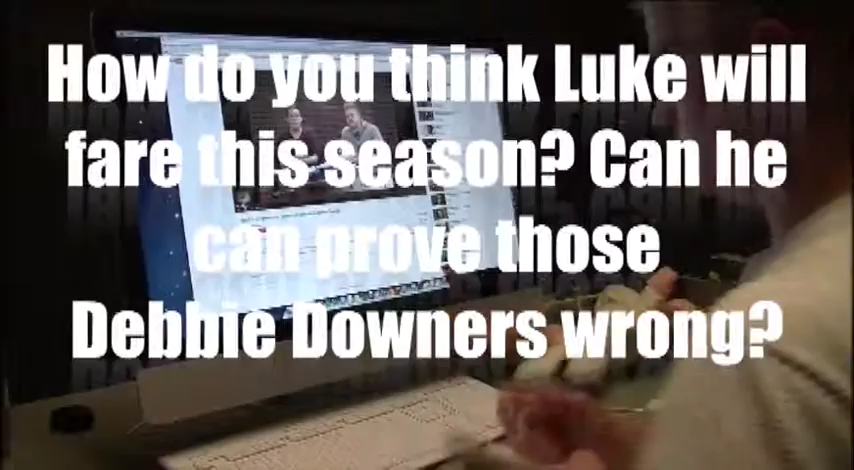 How do you think Luke will
fare this season? Can he
can prove those
Debbie Downers wrong?